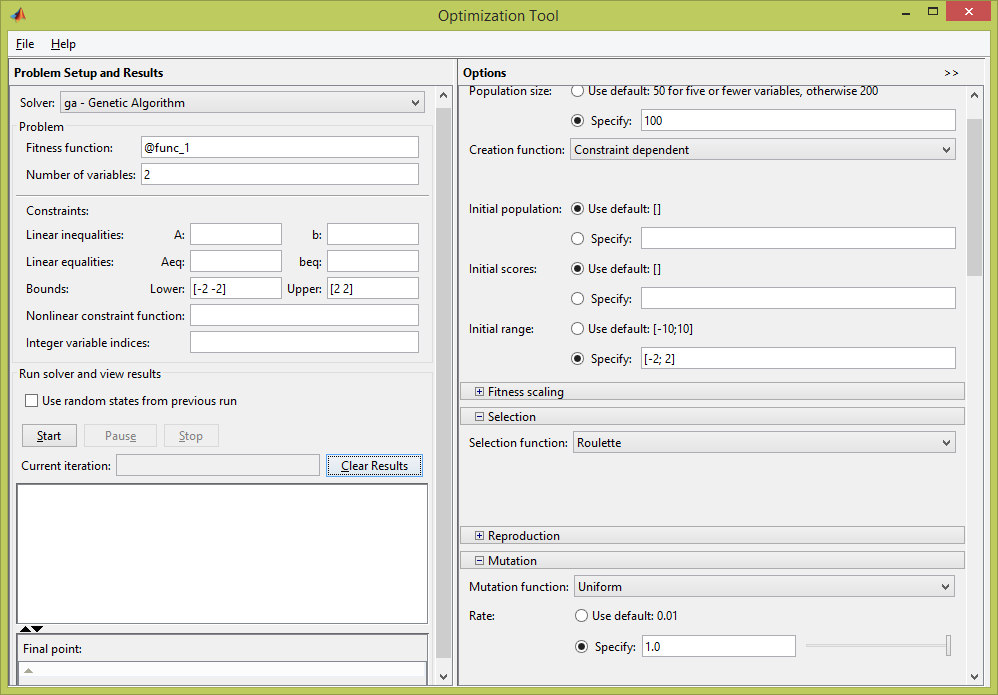 Optimization Tool
File Help
Problem Setup and Results
Solver: ga - Genetic Algorithm
Problem
Fitness function: @func_1
Number of variables: 2
Constraints:
Linear inequalities: A: b:
Linear equalities: Aeq: beq:
Bounds: Lower: [-2 -2] Upper: [2 2]
Nonlinear constraint function:
Integer variable indices:
Run solver and view results
Use random states from previous run
Start Pause Stop
Current iteration: Clear Results
Final point:
Options >>
Population size: Use default: 50 for five or fewer variables, otherwise 200
Specify: 100
Creation function: Constraint dependent
Initial population: Use default: []
Specify:
Initial scores: Use default: []
Specify:
Initial range: Use default: [-10;10]
Specify: [-2; 2]
Fitness scaling
Selection
Selection function: Roulette
Reproduction
Mutation
Mutation function: Uniform
Rate: Use default: 0.01
Specify: 1.0